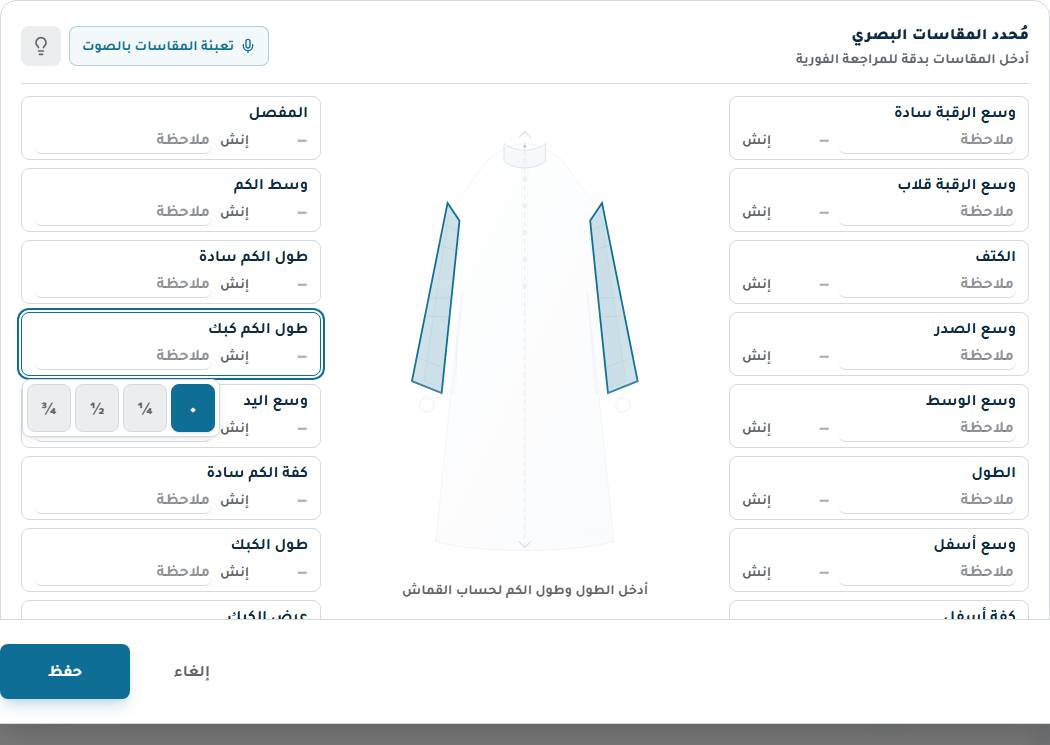 مُحدد المقاسات البصري
أدخل المقاسات بدقة للمراجعة الفورية
تعبئة المقاسات بالصوت
وسع الرقبة سادة
ملاحظة – إنش
وسع الرقبة قلاب
ملاحظة – إنش
الكتف
ملاحظة – إنش
وسع الصدر
ملاحظة – إنش
وسع الوسط
ملاحظة – إنش
الطول
ملاحظة – إنش
وسع أسفل
ملاحظة – إنش
كفة أسفل
أدخل الطول وطول الكم لحساب القماش
المفصل
– إنش ملاحظة
وسط الكم
– إنش ملاحظة
طول الكم سادة
– إنش ملاحظة
طول الكم كبك
– إنش ملاحظة
وسع اليد
– إنش
¼ ½ ¾
كفة الكم سادة
– إنش ملاحظة
طول الكبك
– إنش ملاحظة
عرض الكبك
إلغاء
حفظ